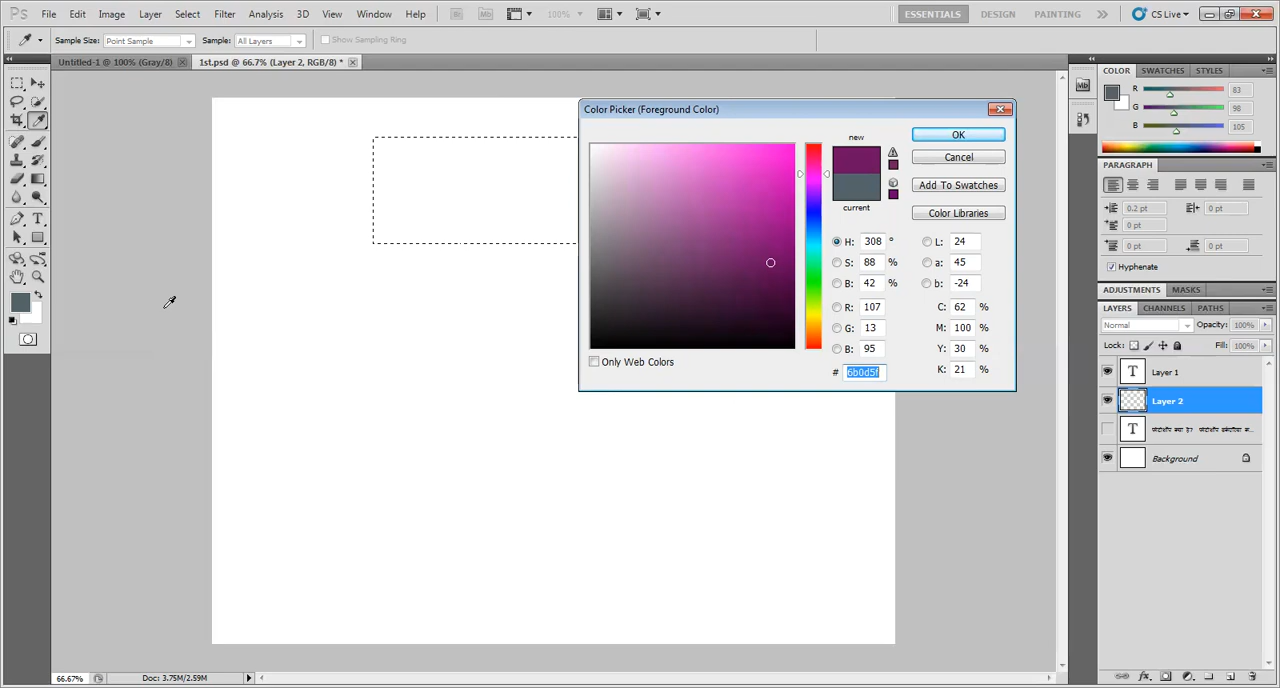 Ps File Edit Image Layer Select Filter Analysis 3D View Window Help Br Mb 100% ESSENTIALS DESIGN PAINTING CS Live
Sample Size: Point Sample Sample: All Layers Show Sampling Ring
Untitled-1 @ 100% (Gray/8) 1st.psd @ 66.7% (Layer 2, RGB/8) *
COLOR SWATCHES STYLES
R 83
G 98
B 105
PARAGRAPH
0.2 pt 0 pt
0 pt
0 pt 0 pt
Hyphenate
ADJUSTMENTS MASKS
LAYERS CHANNELS PATHS
Normal Opacity: 100%
Lock: Fill: 100%
T Layer 1
Layer 2
T
Background
Color Picker (Foreground Color)
new
current
OK
Cancel
Add To Swatches
Color Libraries
H: 308 ° L: 24
S: 88 % a: 45
B: 42 % b: -24
R: 107 C: 62 %
G: 13 M: 100 %
B: 95 Y: 30 %
# 6b0d5f K: 21 %
Only Web Colors
Mb
T
66.67% Doc: 3.75M/2.59M